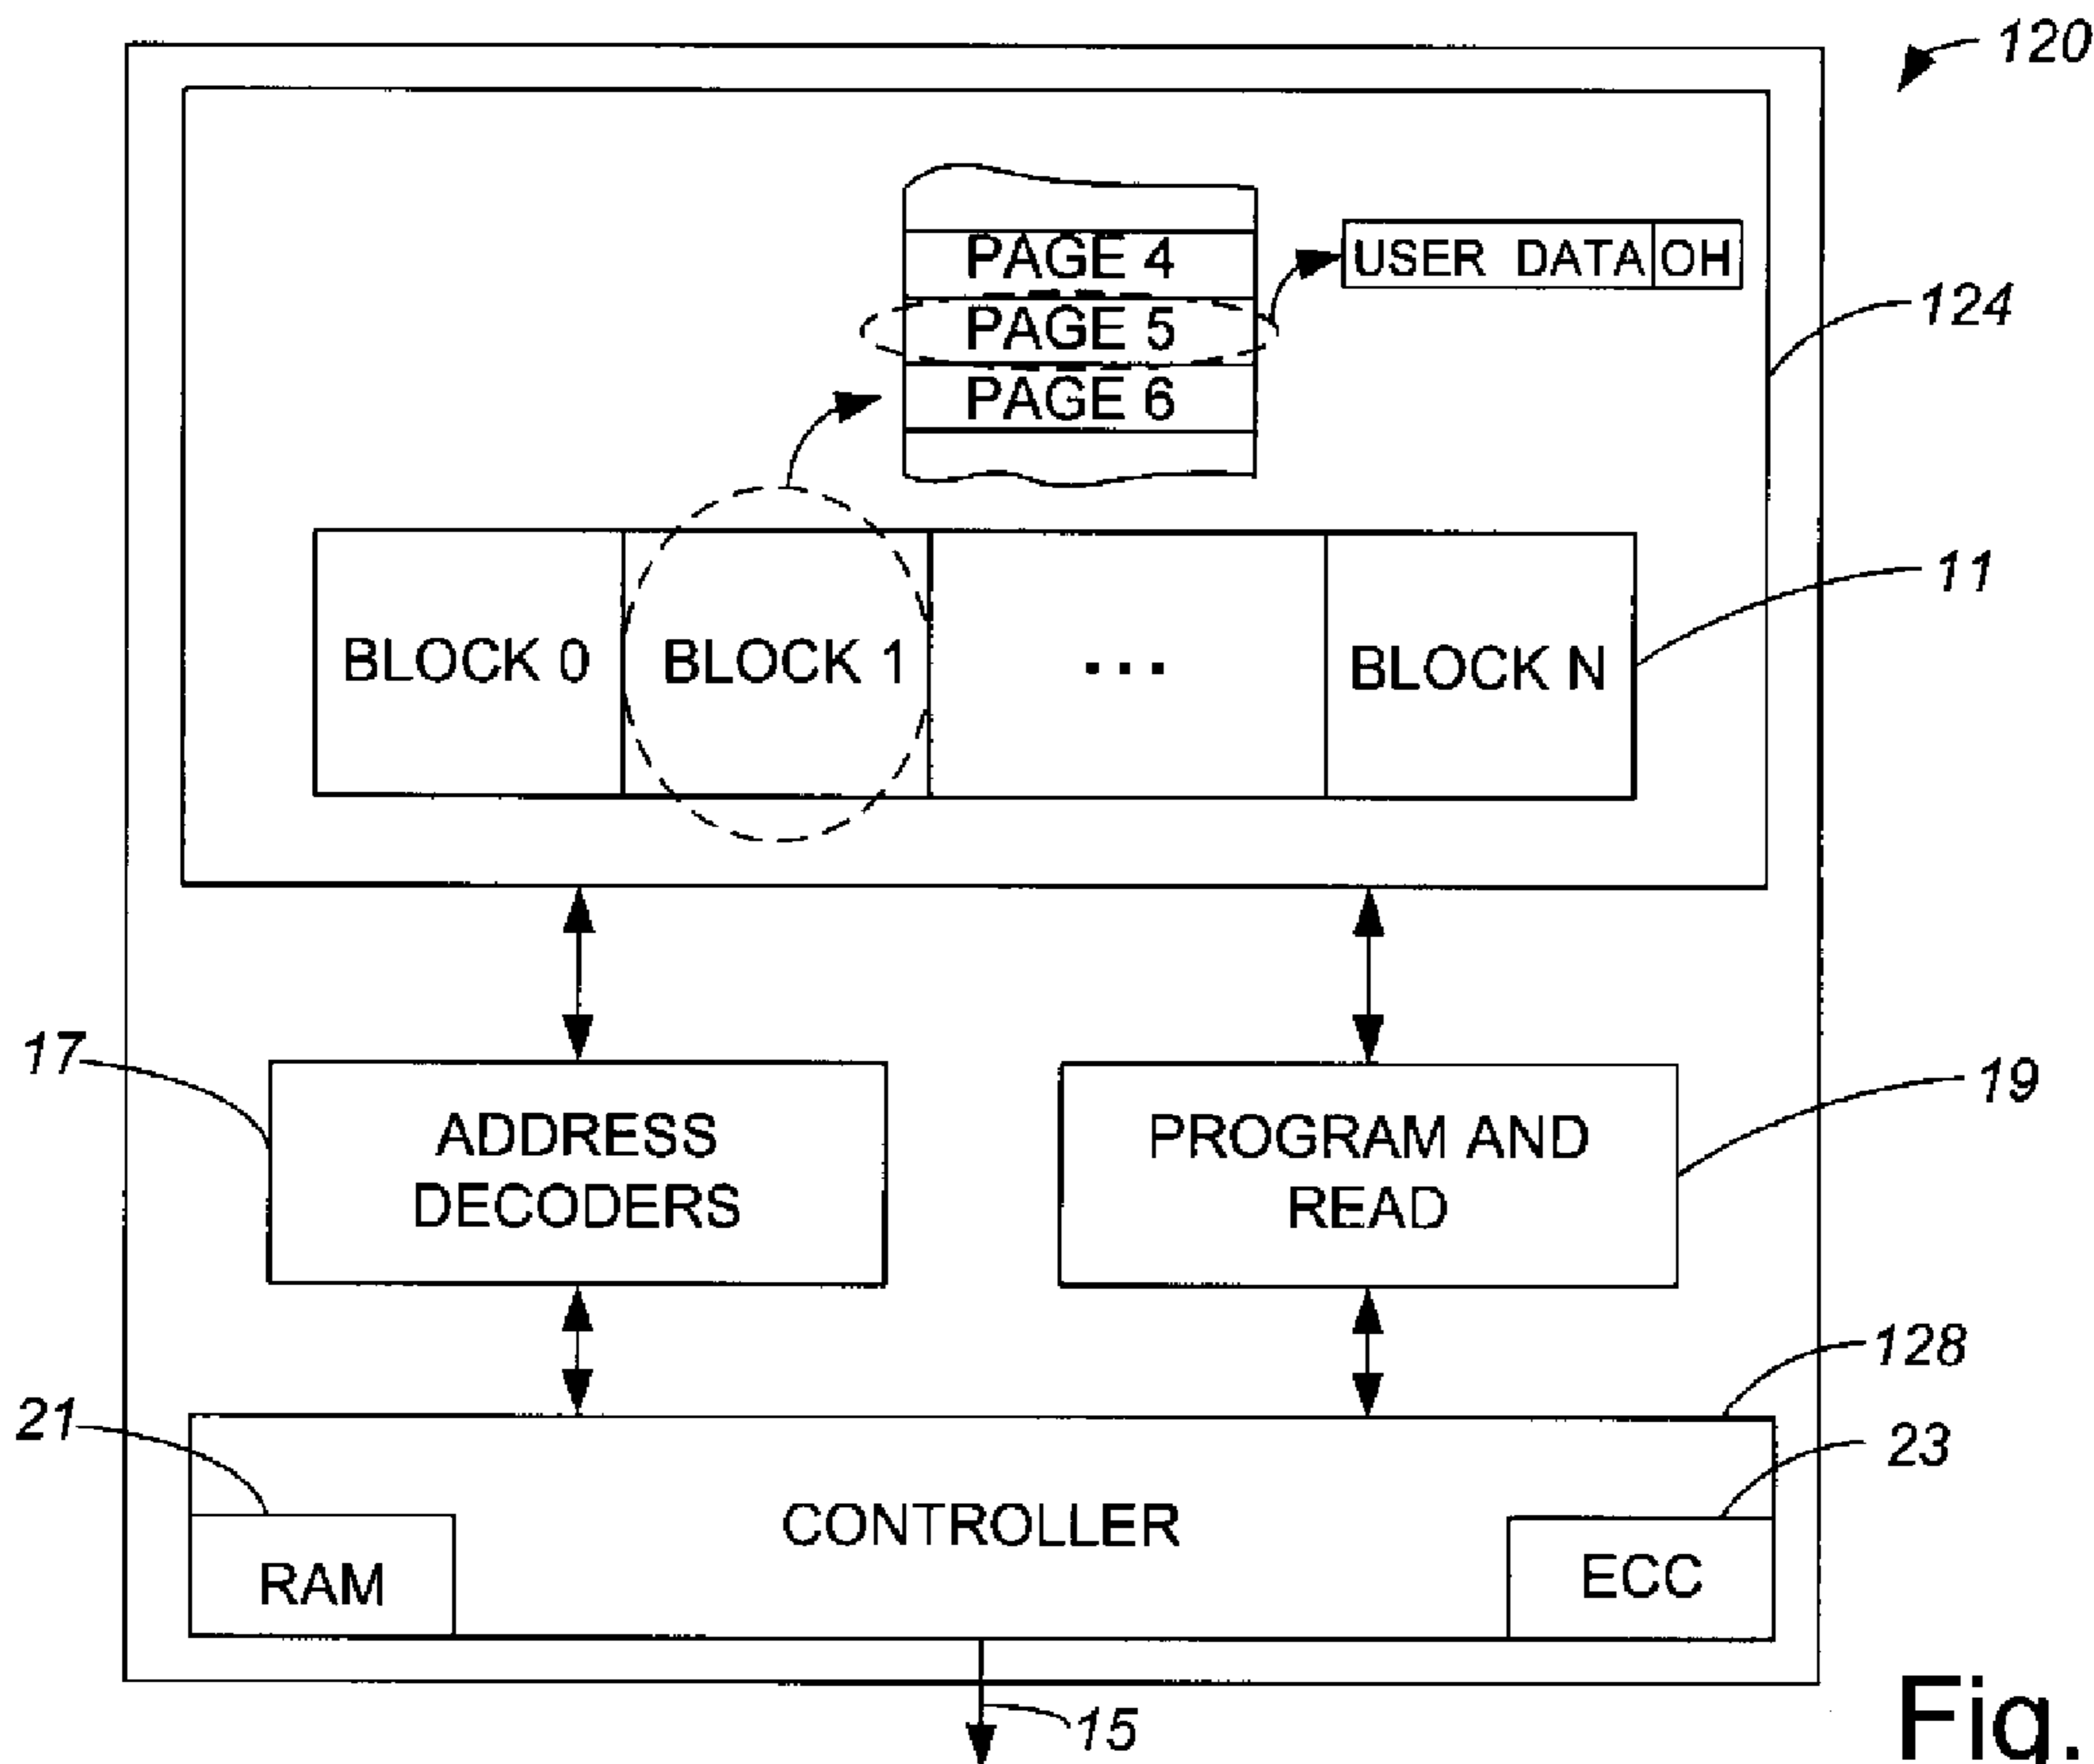 120
PAGE 4
USER DATA OH
PAGE 5
124
PAGE 6
11
BLOCK 0 BLOCK 1 ... BLOCK N
17
19
ADDRESS
DECODERS
PROGRAM AND
READ
128
21
23
CONTROLLER
RAM
ECC
15
Fig.